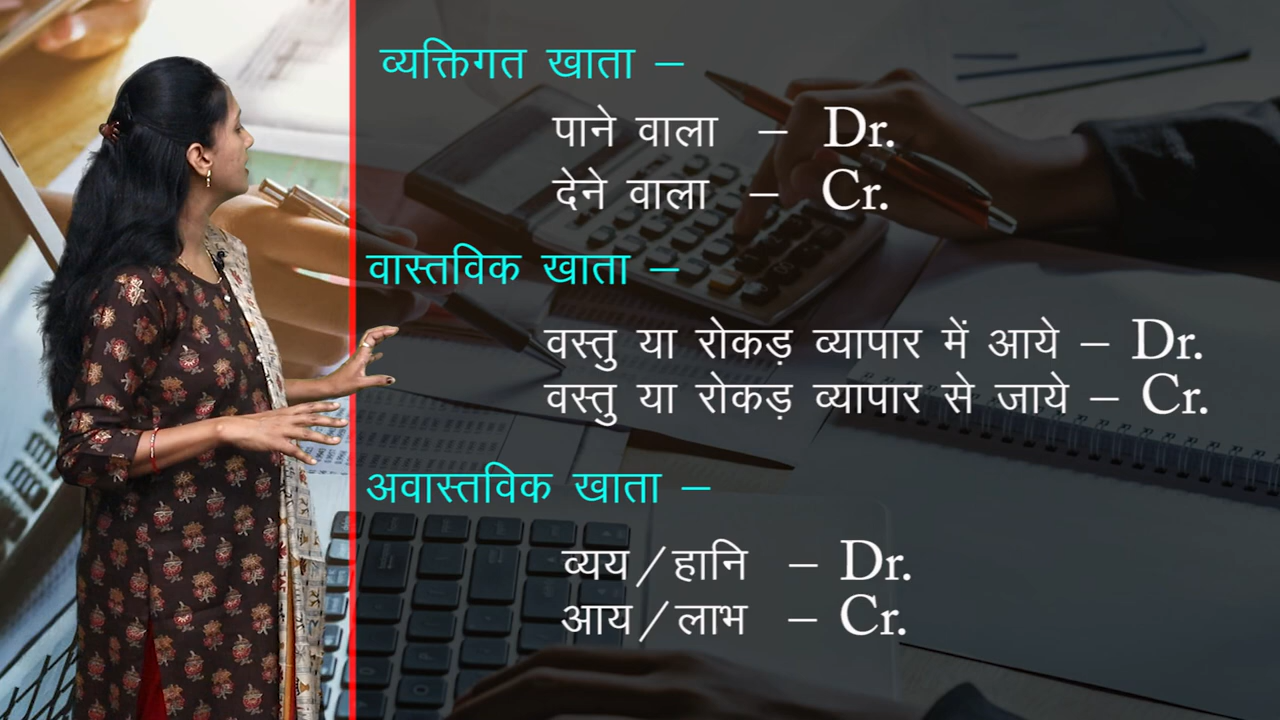 व्यक्तिगत खाता –
पाने वाला – Dr.
देने वाला – Cr.
वास्तविक खाता –
वस्तु या रोकड़ व्यापार में आये – Dr.
वस्तु या रोकड़ व्यापार से जाये – Cr.
अवास्तविक खाता –
व्यय/हानि – Dr.
आय/लाभ – Cr.